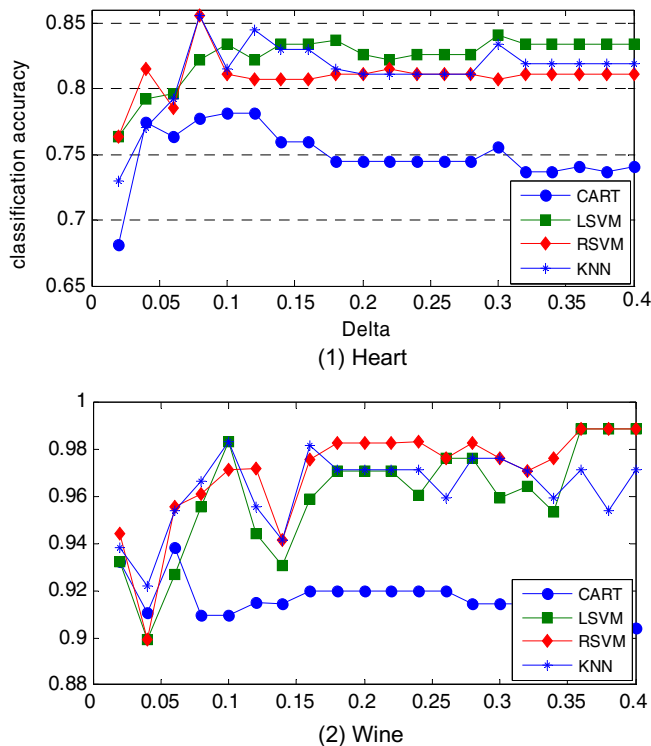 0.85
0.8
0.75
0.7
0.65
classification accuracy
CART
LSVM
RSVM
KNN
0 0.05 0.1 0.15 0.2 0.25 0.3 0.35 0.4
Delta
(1) Heart
1
0.98
0.96
0.94
0.92
0.9
0.88
CART
LSVM
RSVM
KNN
0 0.05 0.1 0.15 0.2 0.25 0.3 0.35 0.4
(2) Wine